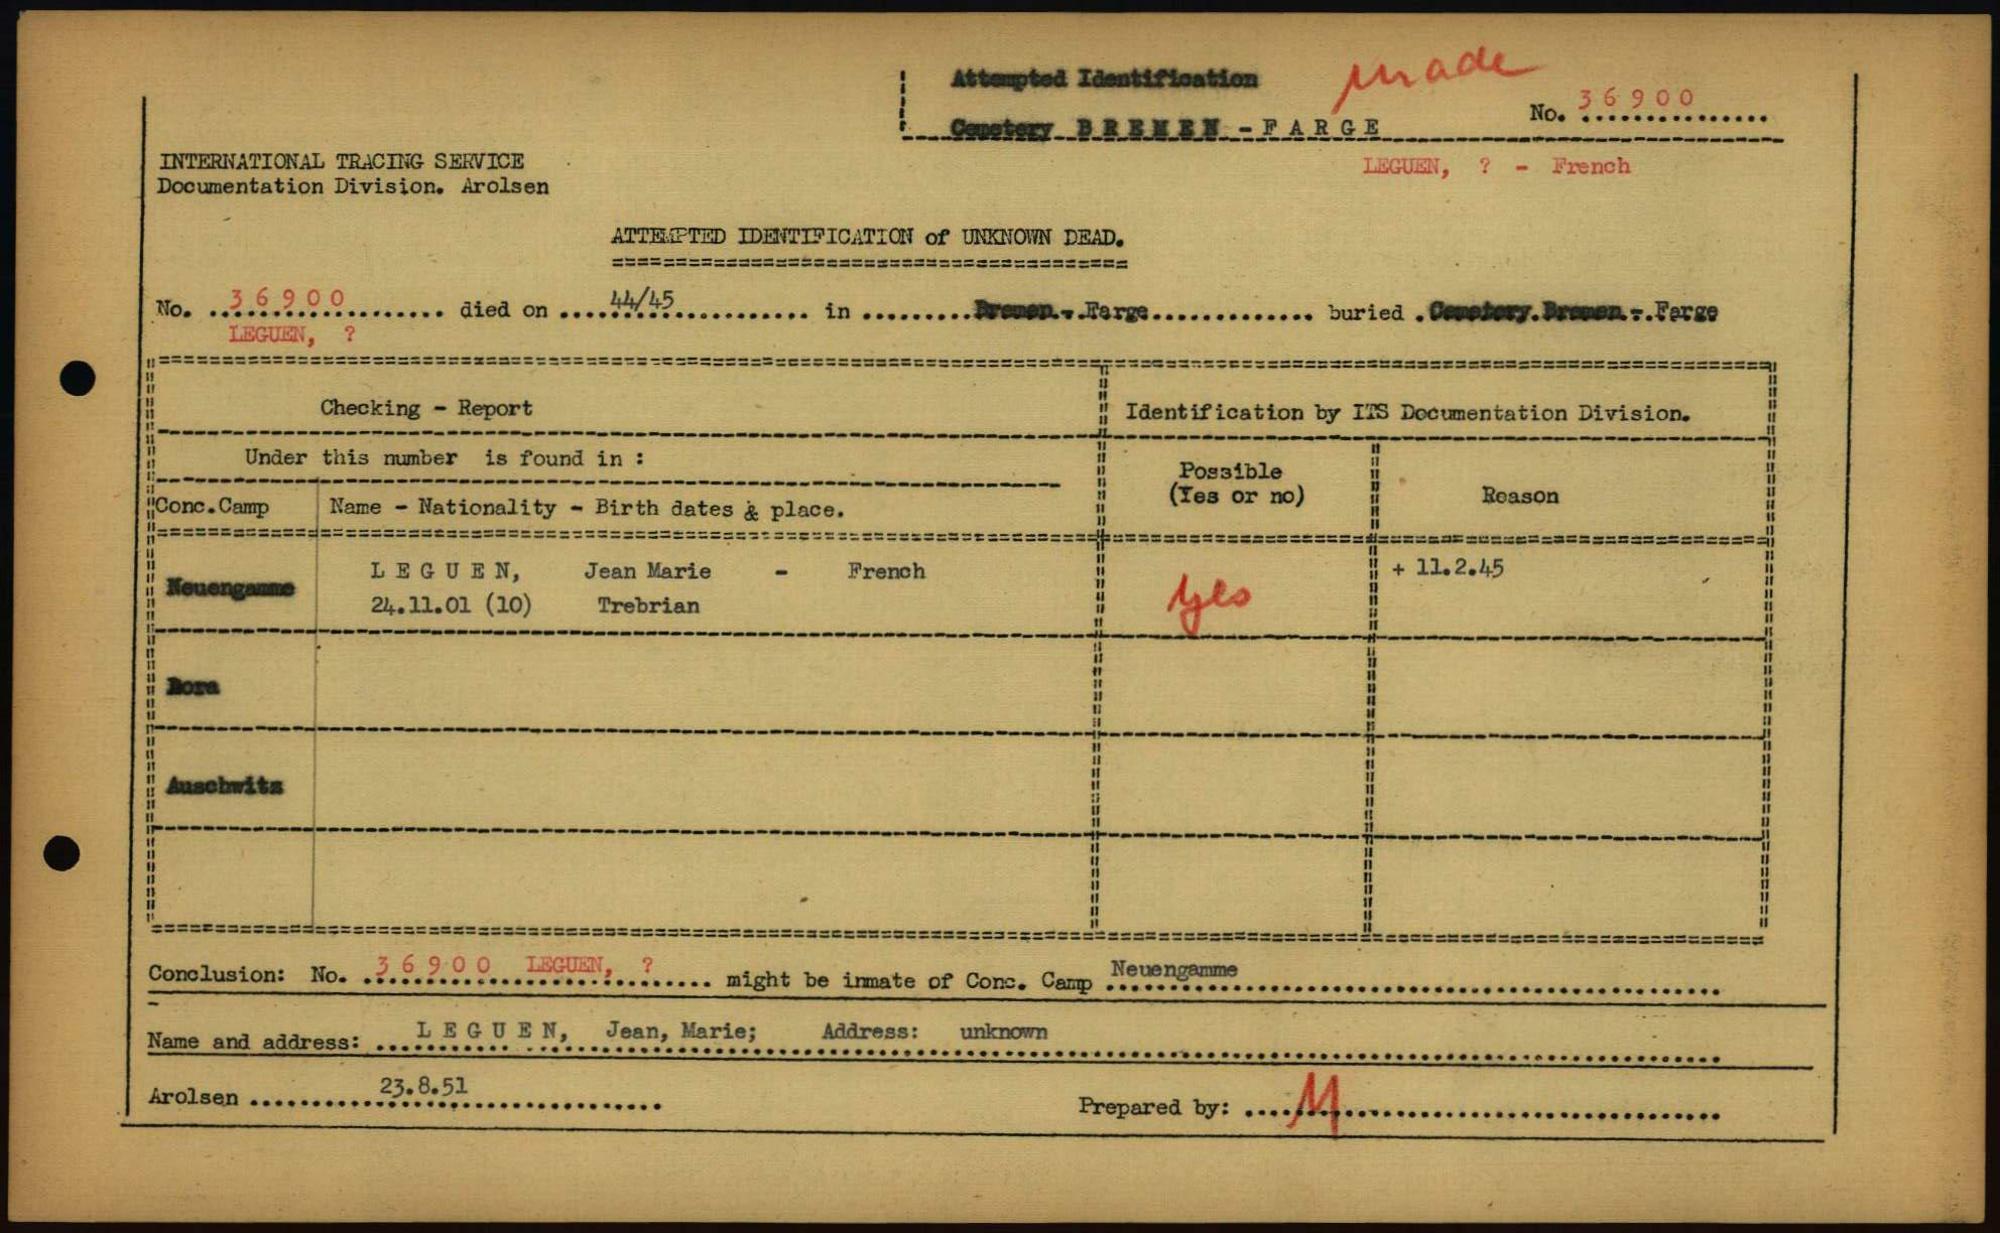 Attempted Identification
made
Cemetery BREMEN - FARGE
No. 36900
LEGUEN, ? - French
INTERNATIONAL TRACING SERVICE
Documentation Division. Arolsen
ATTEMPTED IDENTIFICATION of UNKNOWN DEAD.
No. 36900 died on 44/45 in Bremen - Farge buried Cemetery Bremen - Farge
LEGUEN, ?
Checking - Report
Identification by ITS Documentation Division.
Under this number is found in :
Possible
(Yes or no)
Reason
Conc.Camp
Name - Nationality - Birth dates & place.
Neuengamme
LEGUEN, Jean Marie - French
24.11.01 (10) Trebrian
yes
+ 11.2.45
Dora
Auschwitz
Conclusion: No. 36900 LEGUEN, ? might be inmate of Conc. Camp Neuengamme
Name and address: LEGUEN, Jean, Marie; Address: unknown
Arolsen 23.8.51
Prepared by: M